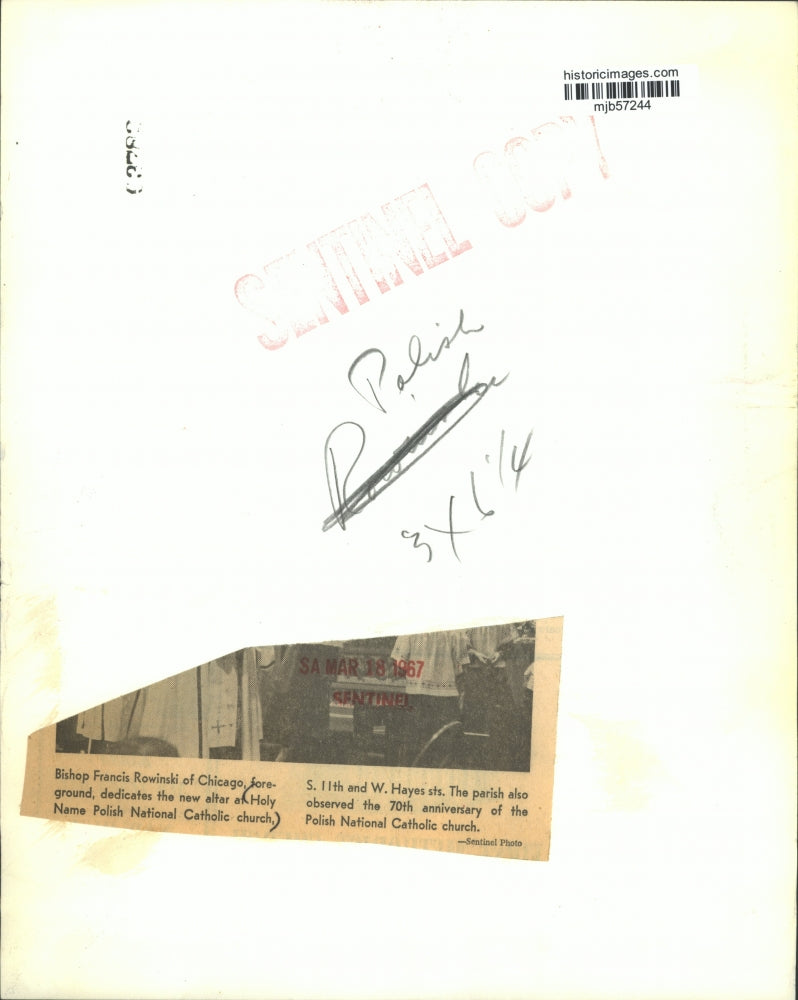 historicimages.com
mjb57244
SENTINEL COPY
Polish
3 X 6 1/4
SA MAR 18 1967
SENTINEL
Bishop Francis Rowinski of Chicago, fore-
ground, dedicates the new altar at (Holy
Name Polish National Catholic church,)
S. 11th and W. Hayes sts. The parish also
observed the 70th anniversary of the
Polish National Catholic church.
—Sentinel Photo